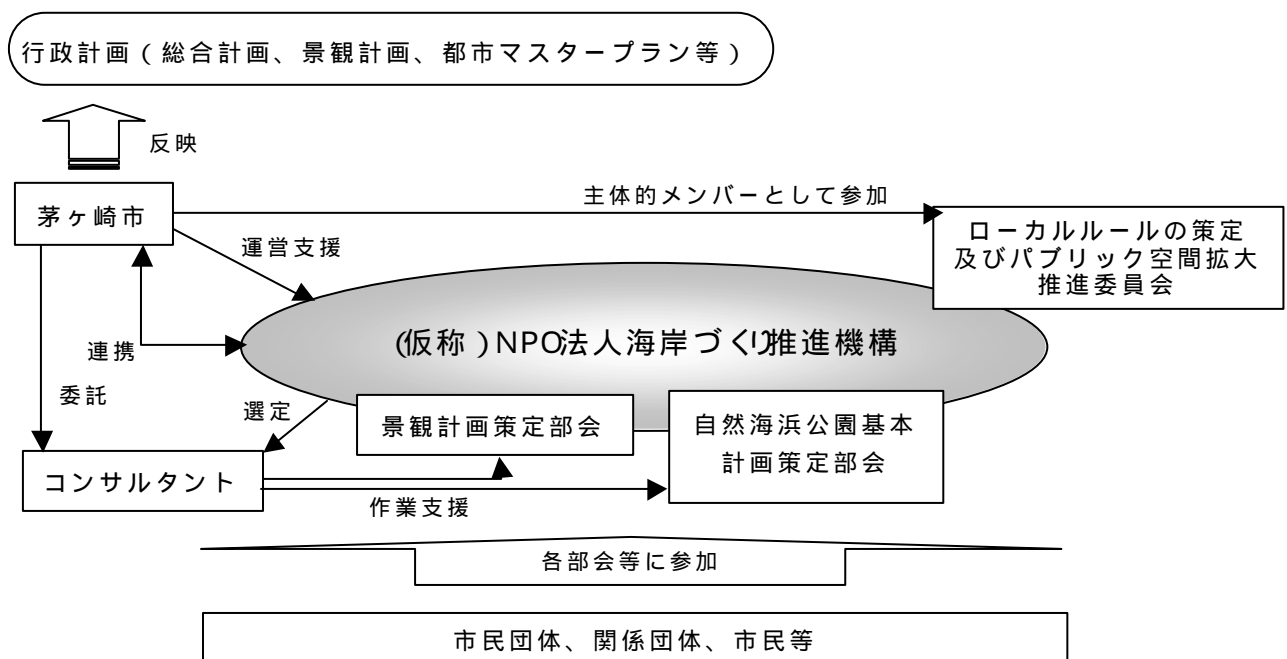 行政計画（総合計画、景観計画、都市マスタープラン等）
反映
茅ヶ崎市
主体的メンバーとして参加
ローカルルールの策定
及びパブリック空間拡大
推進委員会
運営支援
(仮称）NPO法人海岸づくり推進機構
連携
委託
選定
景観計画策定部会
自然海浜公園基本
計画策定部会
コンサルタント
作業支援
各部会等に参加
市民団体、関係団体、市民等